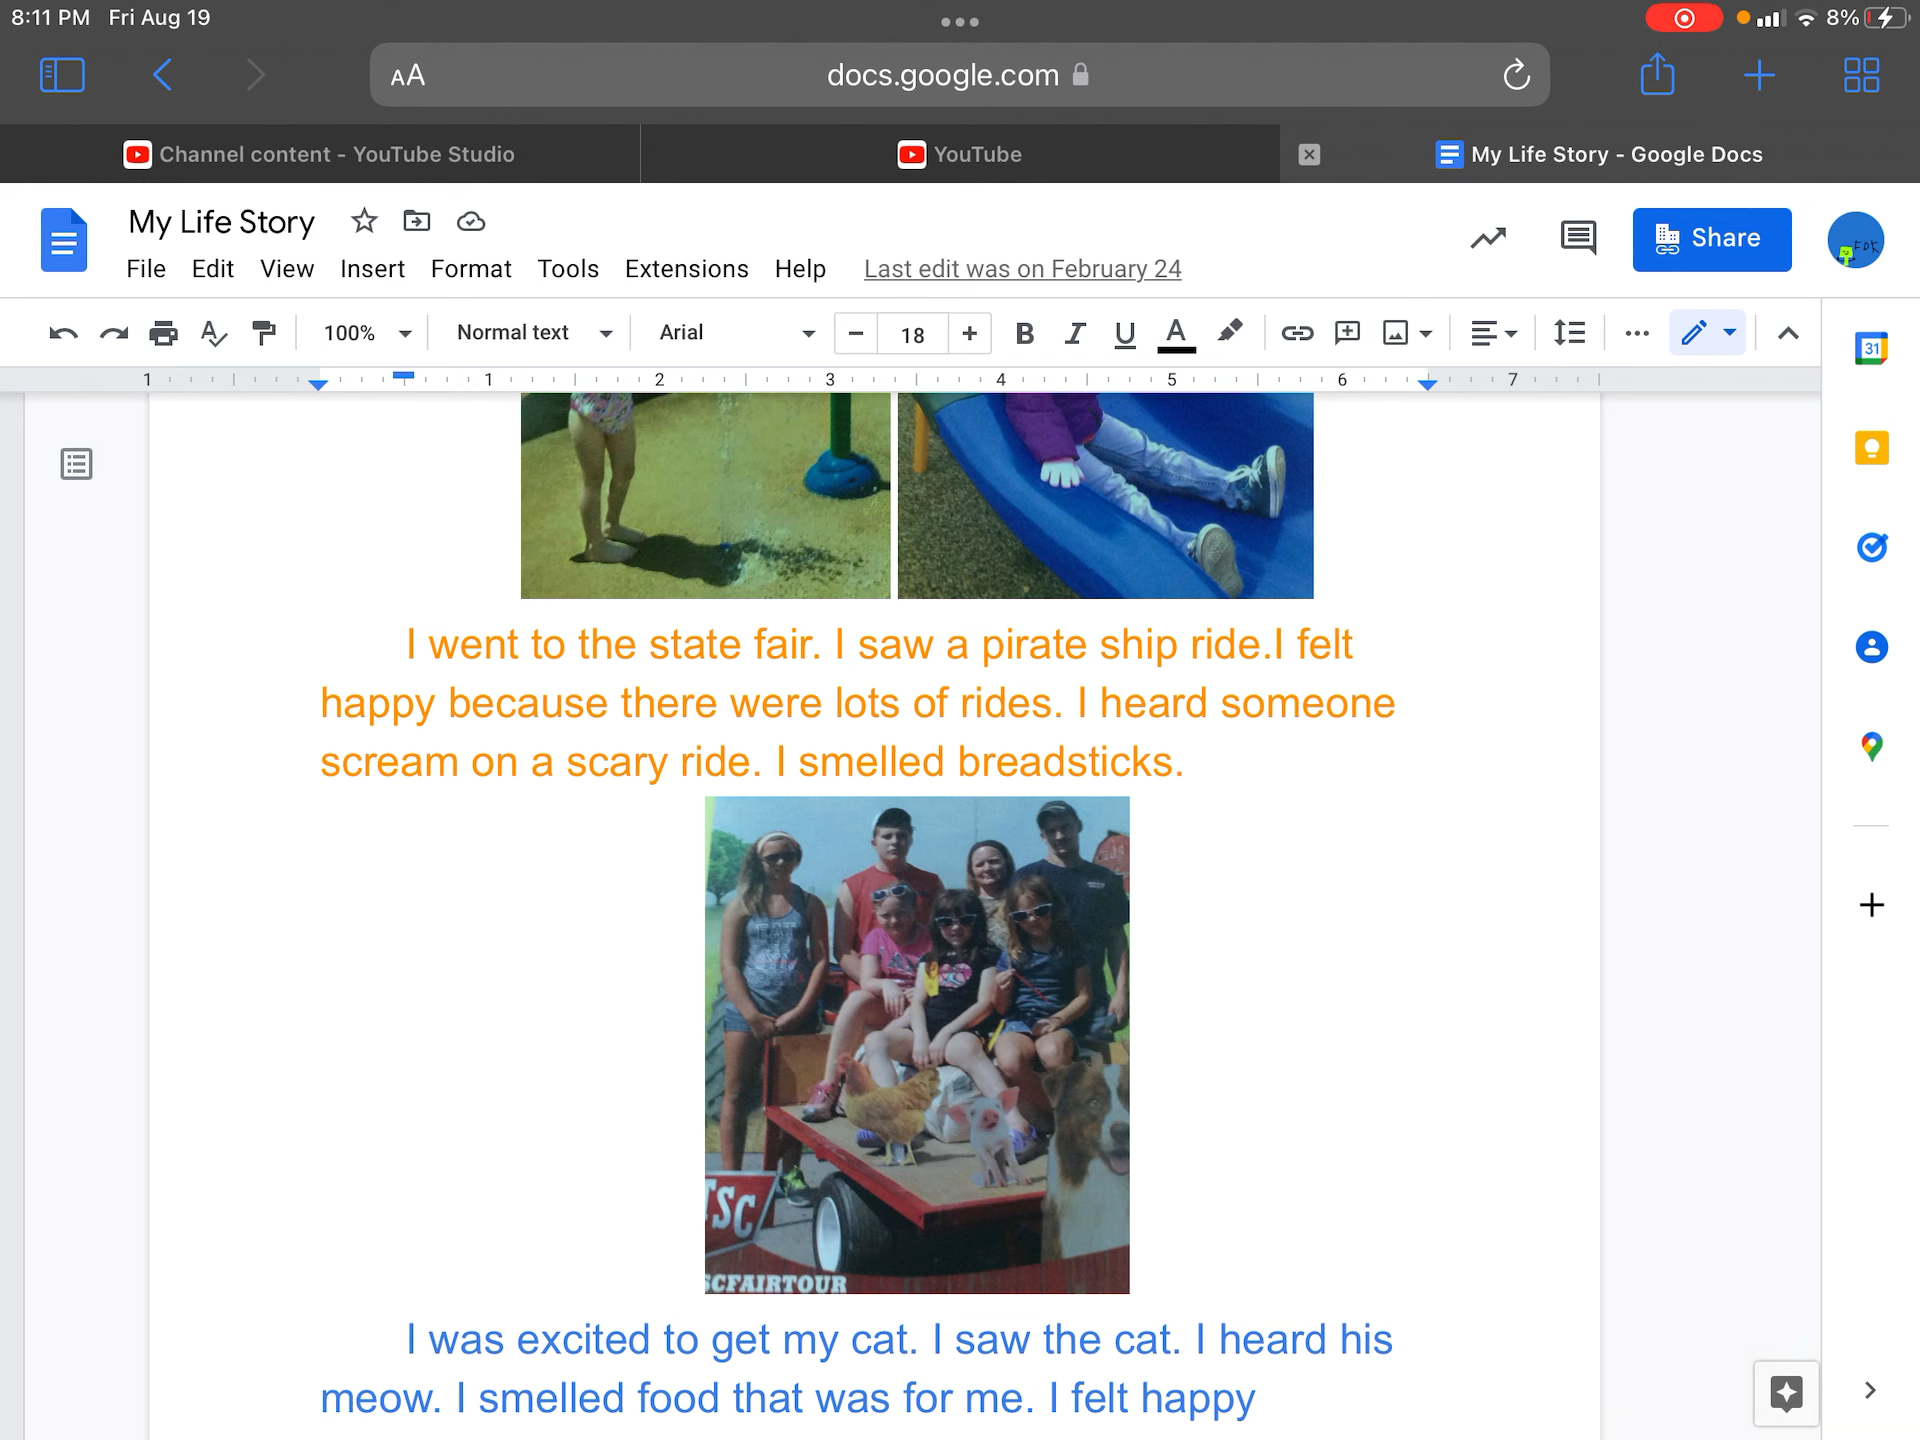 8:11 PM Fri Aug 19
8%
AA docs.google.com
Channel content - YouTube Studio
YouTube
My Life Story - Google Docs
My Life Story
File Edit View Insert Format Tools Extensions Help Last edit was on February 24
Share
100% Normal text Arial 18 B I U A
1 1 2 3 4 5 6 7
31
I went to the state fair. I saw a pirate ship ride.I felt
happy because there were lots of rides. I heard someone
scream on a scary ride. I smelled breadsticks.
TSC
SCFAIRTOUR
I was excited to get my cat. I saw the cat. I heard his
meow. I smelled food that was for me. I felt happy